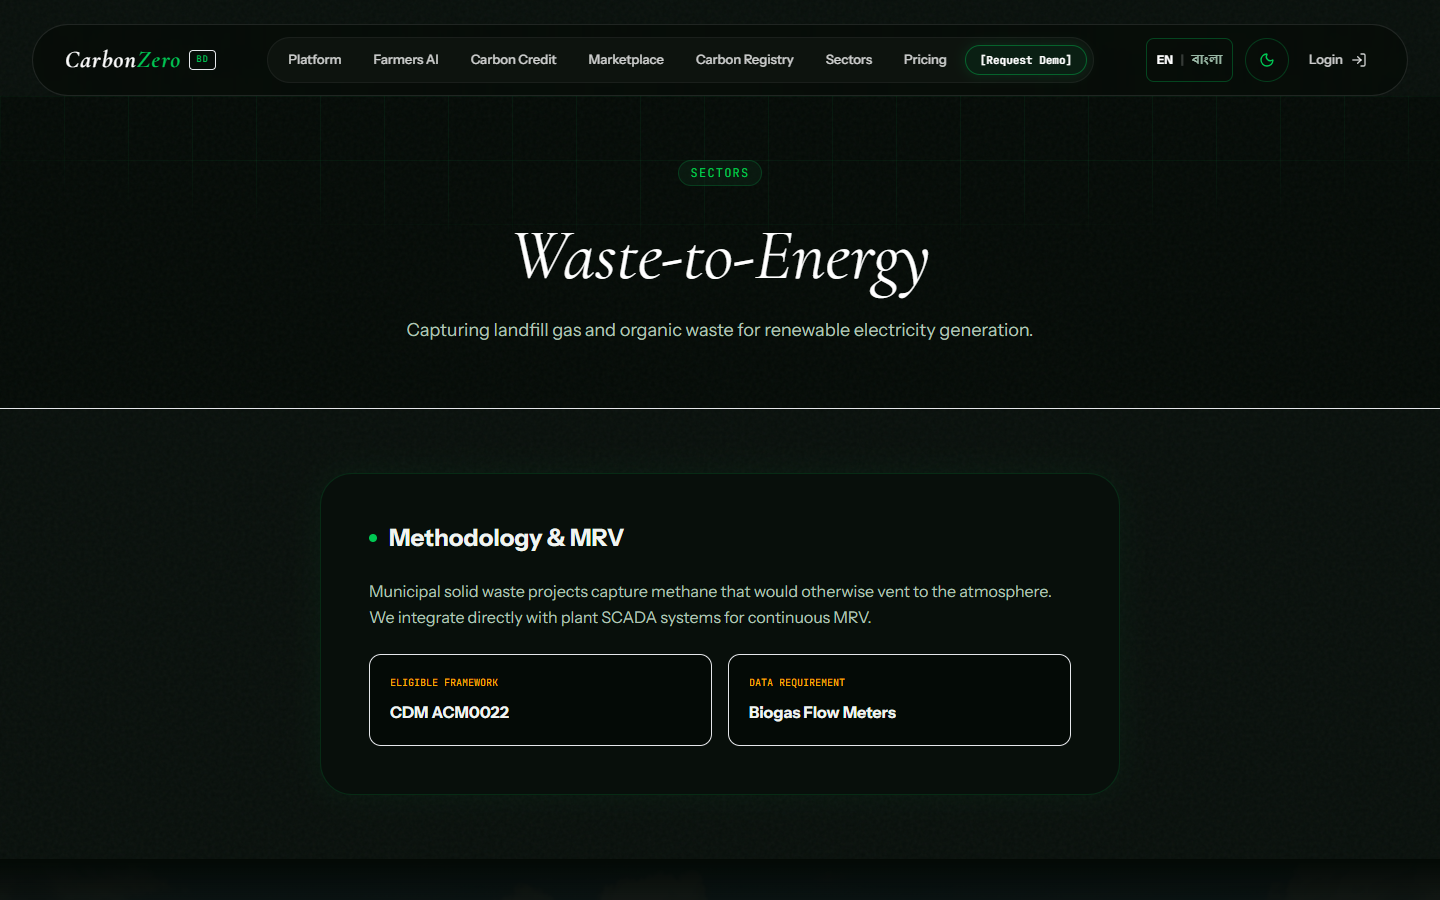 CarbonZero BD
Platform Farmers AI Carbon Credit Marketplace Carbon Registry Sectors Pricing [Request Demo]
EN | বাংলা
Login
SECTORS
Waste-to-Energy
Capturing landfill gas and organic waste for renewable electricity generation.
Methodology & MRV
Municipal solid waste projects capture methane that would otherwise vent to the atmosphere.
We integrate directly with plant SCADA systems for continuous MRV.
ELIGIBLE FRAMEWORK
CDM ACM0022
DATA REQUIREMENT
Biogas Flow Meters